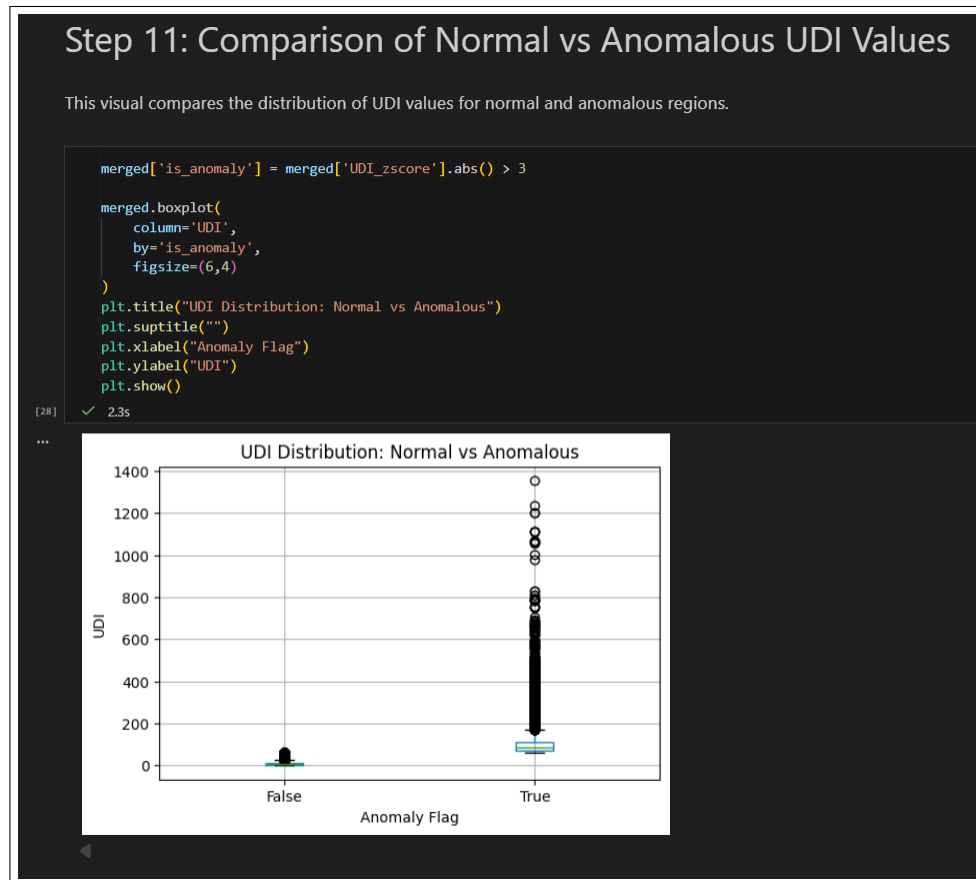 Step 11: Comparison of Normal vs Anomalous UDI Values
This visual compares the distribution of UDI values for normal and anomalous regions.
merged['is_anomaly'] = merged['UDI_zscore'].abs() > 3
merged.boxplot(
    column='UDI',
    by='is_anomaly',
    figsize=(6,4)
)
plt.title("UDI Distribution: Normal vs Anomalous")
plt.suptitle("")
plt.xlabel("Anomaly Flag")
plt.ylabel("UDI")
plt.show()
[28] ✓ 2.3s
...
UDI Distribution: Normal vs Anomalous
1400
1200
1000
800
600
400
200
0
UDI
False True
Anomaly Flag